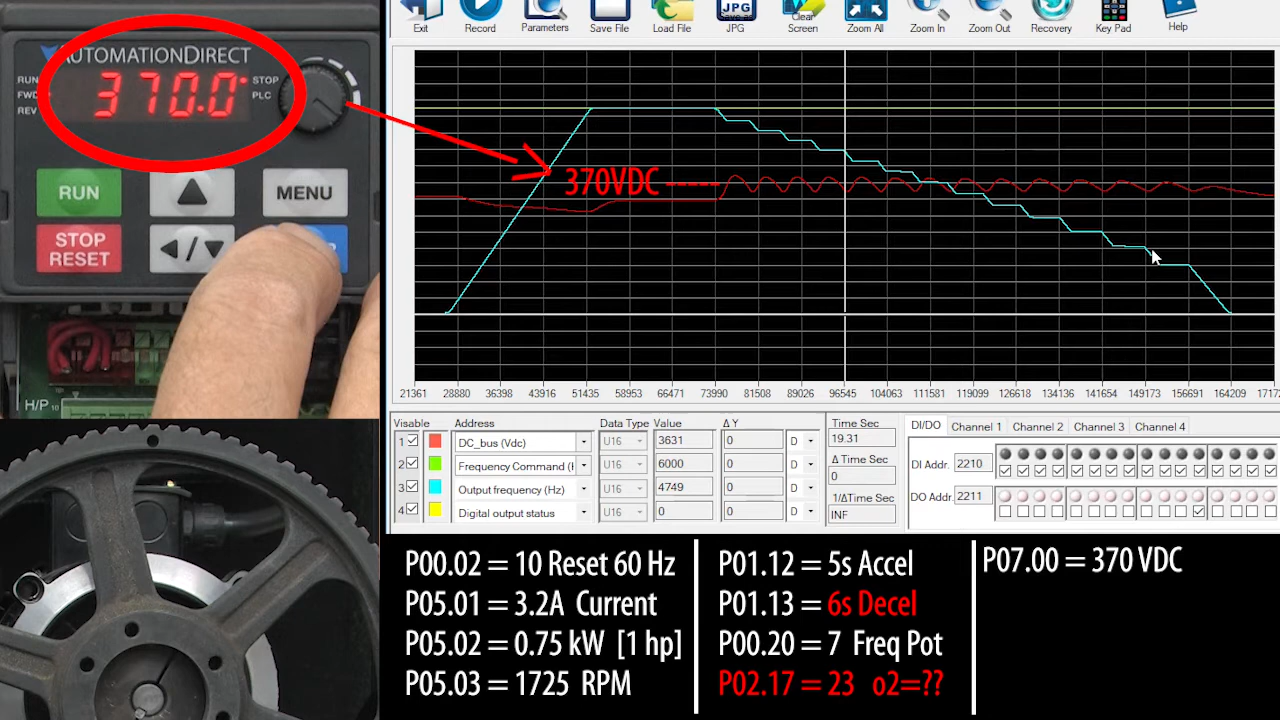 AUTOMATIONDIRECT
RUN
FWD
REV
370.0
STOP
PLC
RUN
MENU
STOP
RESET
H/P 10
Exit
Record
Parameters
Save File
Load File
JPG
JPG
Clear
Screen
Zoom All
Zoom In
Zoom Out
Recovery
Key Pad
Help
370VDC
21361 28880 36398 43916 51435 58953 66471 73990 81508 89026 96545 104063 111581 119099 126618 134136 141654 149173 156691 164209
Visable Address Data Type Value Δ Y
1 DC_bus (Vdc) U16 3631 0 D
2 Frequency Command (H U16 6000 0 D
3 Output frequency (Hz) U16 4749 0 D
4 Digital output status U16 0 0 D
Time Sec
19.31
Δ Time Sec
0
1/ΔTime Sec
INF
DI/DO Channel 1 Channel 2 Channel 3 Channel 4
DI Addr. 2210
DO Addr. 2211
P00.02 = 10 Reset 60 Hz
P05.01 = 3.2A Current
P05.02 = 0.75 kW [1 hp]
P05.03 = 1725 RPM
P01.12 = 5s Accel
P01.13 = 6s Decel
P00.20 = 7 Freq Pot
P02.17 = 23 o2=??
P07.00 = 370 VDC